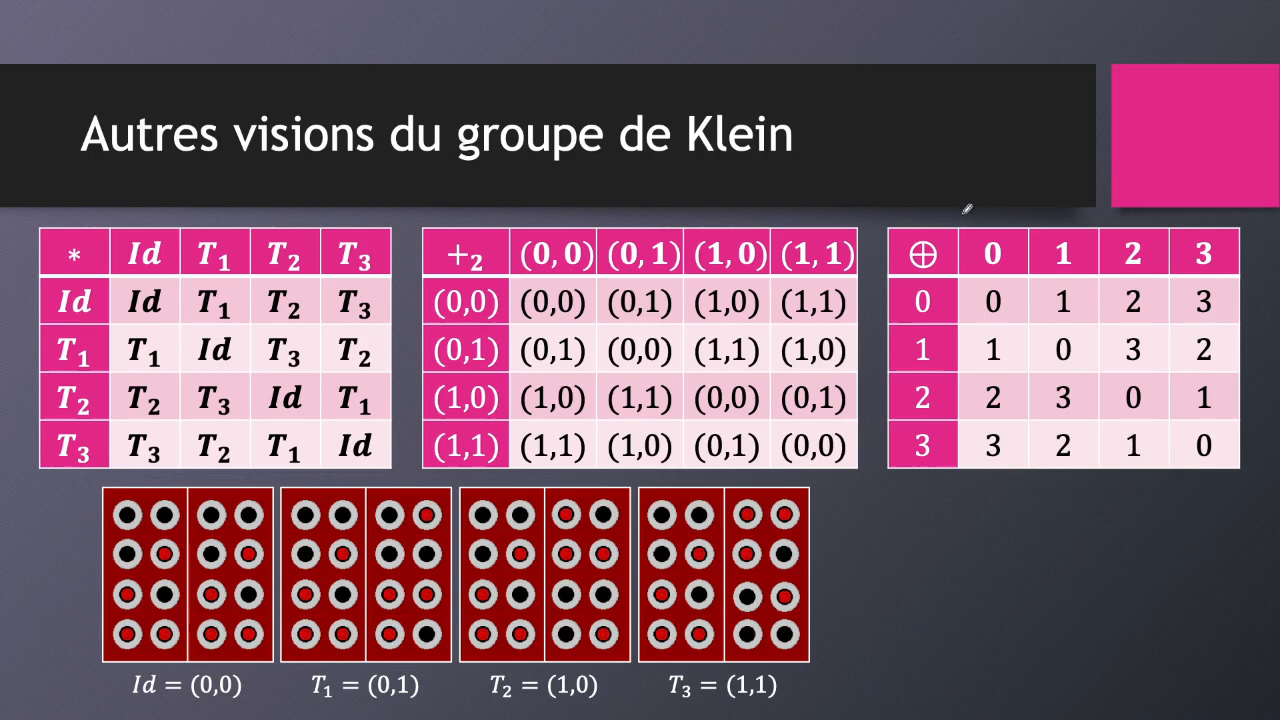 Autres visions du groupe de Klein
* Id T₁ T₂ T₃
Id Id T₁ T₂ T₃
T₁ T₁ Id T₃ T₂
T₂ T₂ T₃ Id T₁
T₃ T₃ T₂ T₁ Id
+₂ (0,0) (0,1) (1,0) (1,1)
(0,0) (0,0) (0,1) (1,0) (1,1)
(0,1) (0,1) (0,0) (1,1) (1,0)
(1,0) (1,0) (1,1) (0,0) (0,1)
(1,1) (1,1) (1,0) (0,1) (0,0)
⊕ 0 1 2 3
0 0 1 2 3
1 1 0 3 2
2 2 3 0 1
3 3 2 1 0
Id = (0,0)
T₁ = (0,1)
T₂ = (1,0)
T₃ = (1,1)